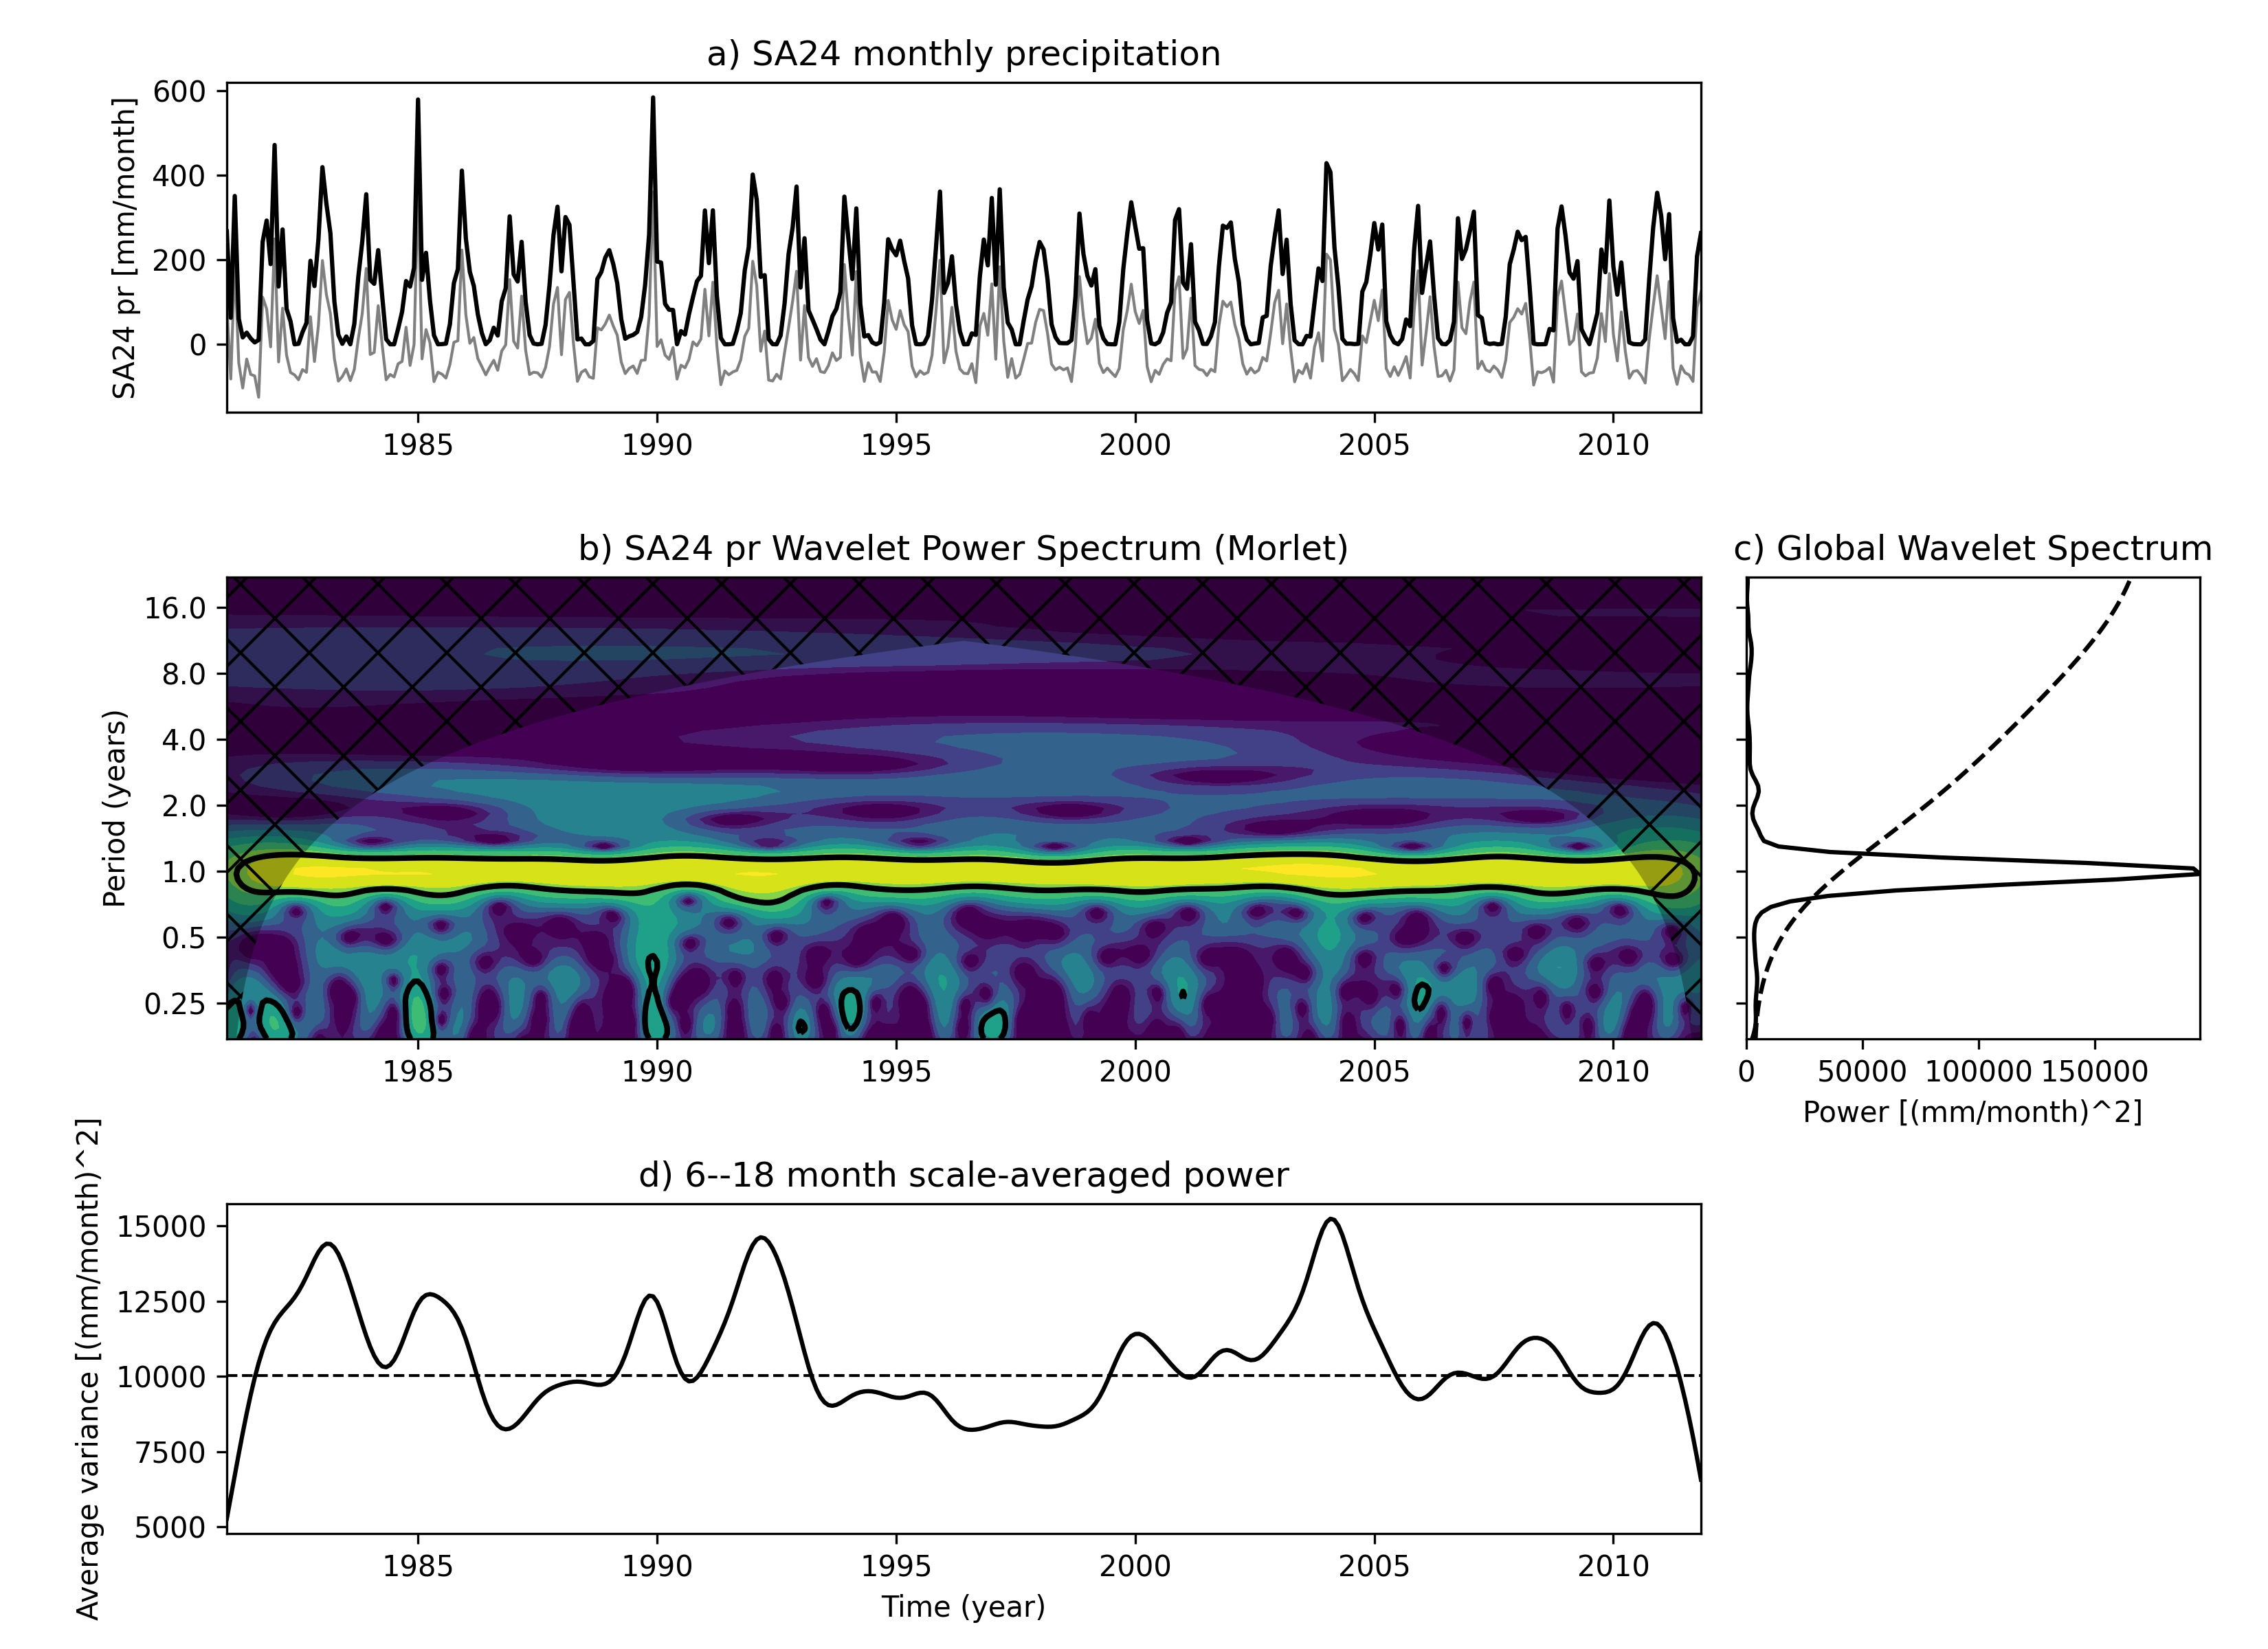 a) SA24 monthly precipitation
SA24 pr [mm/month]
600
400
200
0
1985 1990 1995 2000 2005 2010
b) SA24 pr Wavelet Power Spectrum (Morlet)
Period (years)
16.0
8.0
4.0
2.0
1.0
0.5
0.25
1985 1990 1995 2000 2005 2010
c) Global Wavelet Spectrum
0 50000 100000 150000
Power [(mm/month)^2]
d) 6--18 month scale-averaged power
Average variance [(mm/month)^2]
15000
12500
10000
7500
5000
1985 1990 1995 2000 2005 2010
Time (year)